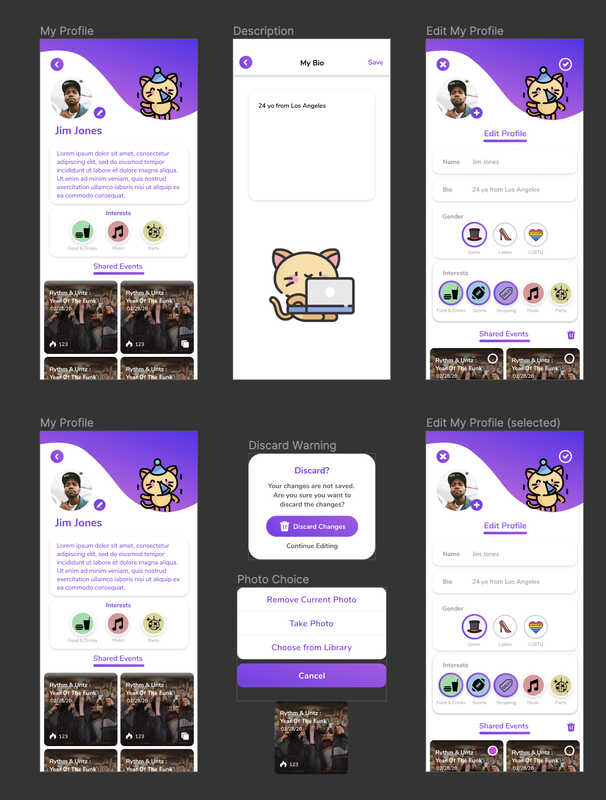 My Profile
Jim Jones
Lorem ipsum dolor sit amet, consectetur
adipiscing elit, sed do eiusmod tempor
incididunt ut labore et dolore magna aliqua.
Ut enim ad minim veniam, quis nostrud
exercitation ullamco laboris nisi ut aliquip ex
ea commodo consequat.
Interests
Food & Drinks Music Party
Shared Events
Rythm & Untz :
Year Of The Funk
02/28/20
123
Rythm & Untz :
Year Of The Funk
02/28/20
123
Rythm & Untz :
Year Of The Funk
Rythm & Untz :
Year Of The Funk
Description
My Bio
Save
24 yo from Los Angeles
Edit My Profile
Edit Profile
Name Jim Jones
Bio 24 yo from Los Angeles
Gender
Gents Ladies LGBTQ
Interests
Food & Drinks Sports Shopping Music Party
Shared Events
Rythm & Untz :
Year Of The Funk
02/28/20
Rythm & Untz :
Year Of The Funk
02/28/20
My Profile
Jim Jones
Lorem ipsum dolor sit amet, consectetur
adipiscing elit, sed do eiusmod tempor
incididunt ut labore et dolore magna aliqua.
Ut enim ad minim veniam, quis nostrud
exercitation ullamco laboris nisi ut aliquip ex
ea commodo consequat.
Interests
Food & Drinks Music Party
Shared Events
Rythm & Untz :
Year Of The Funk
02/28/20
123
Rythm & Untz :
Year Of The Funk
02/28/20
123
Rythm & Untz :
Year Of The Funk
Rythm & Untz :
Year Of The Funk
Discard Warning
Discard?
Your changes are not saved.
Are you sure you want to
discard the changes?
Discard Changes
Continue Editing
Photo Choice
Remove Current Photo
Take Photo
Choose from Library
Cancel
Rythm & Untz :
Year Of The Funk
02/28/20
123
Edit My Profile (selected)
Edit Profile
Name Jim Jones
Bio 24 yo from Los Angeles
Gender
Gents Ladies LGBTQ
Interests
Food & Drinks Sports Shopping Music Party
Shared Events
Rythm & Untz :
Year Of The Funk
02/28/20
Rythm & Untz :
Year Of The Funk
02/28/20